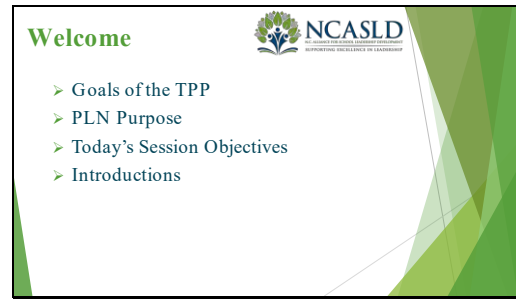 Welcome
NCASLD
N.C. ALLIANCE FOR SCHOOL LEADERSHIP DEVELOPMENT
SUPPORTING EXCELLENCE IN LEADERSHIP
Goals of the TPP
PLN Purpose
Today's Session Objectives
Introductions